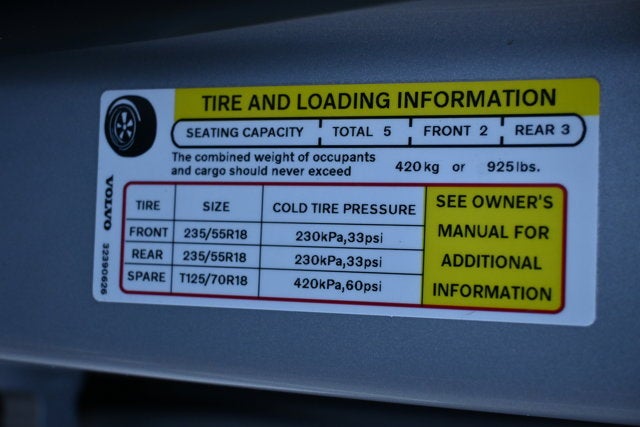 TIRE AND LOADING INFORMATION
SEATING CAPACITY TOTAL 5 FRONT 2 REAR 3
The combined weight of occupants
and cargo should never exceed 420kg or 925lbs.
TIRE SIZE COLD TIRE PRESSURE
FRONT 235/55R18 230kPa,33psi
REAR 235/55R18 230kPa,33psi
SPARE T125/70R18 420kPa,60psi
SEE OWNER'S
MANUAL FOR
ADDITIONAL
INFORMATION
VOLVO 32390626